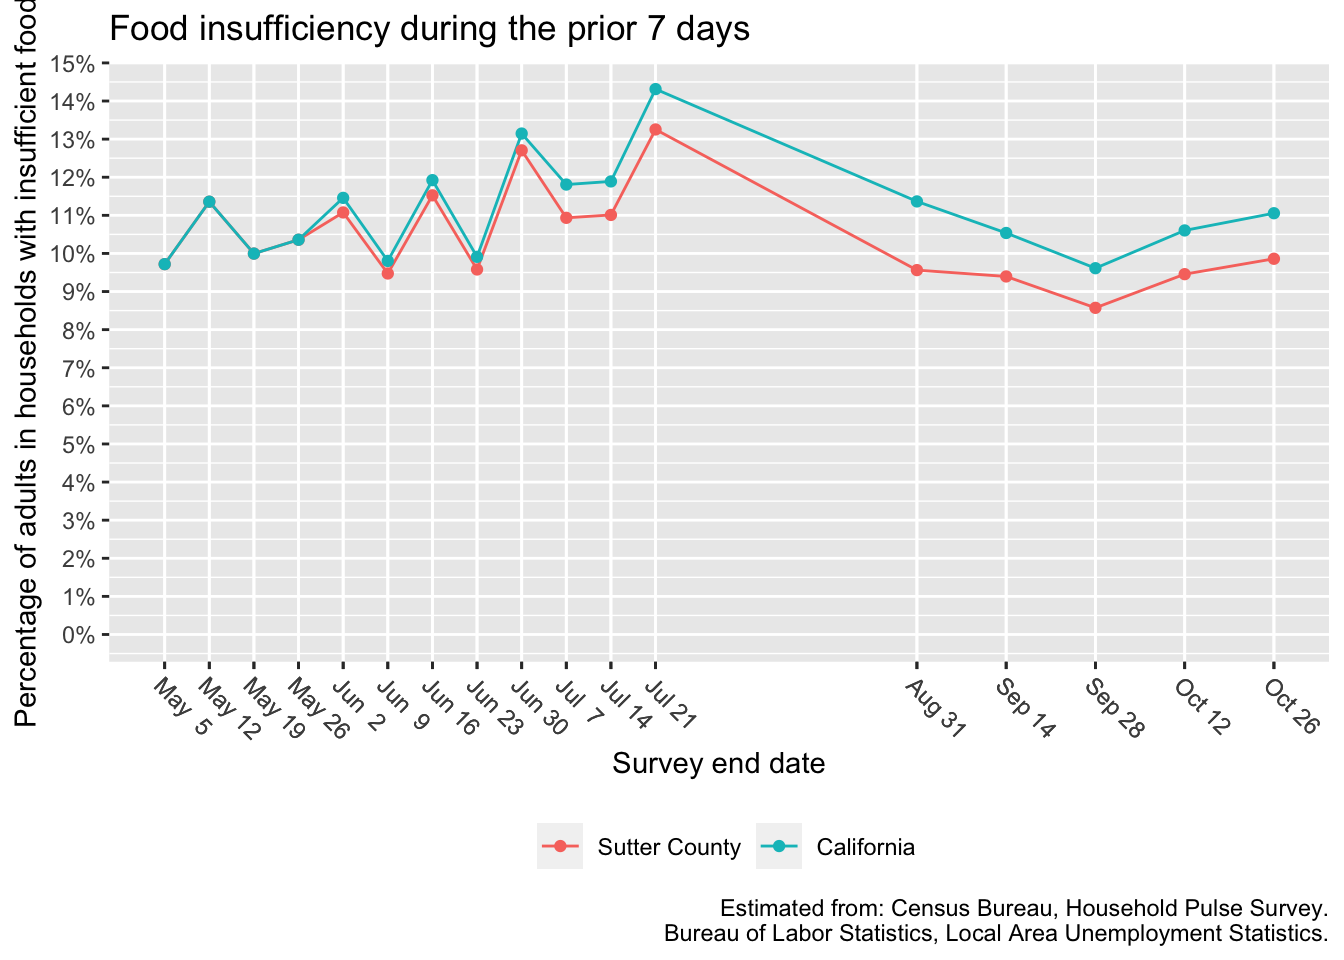 Food insufficiency during the prior 7 days
Percentage of adults in households with insufficient food
15%
14%
13%
12%
11%
10%
9%
8%
7%
6%
5%
4%
3%
2%
1%
0%
May 5
May 12
May 19
May 26
Jun 2
Jun 9
Jun 16
Jun 23
Jun 30
Jul 7
Jul 14
Jul 21
Aug 31
Sep 14
Sep 28
Oct 12
Oct 26
Survey end date
Sutter County
California
Estimated from: Census Bureau, Household Pulse Survey.
Bureau of Labor Statistics, Local Area Unemployment Statistics.